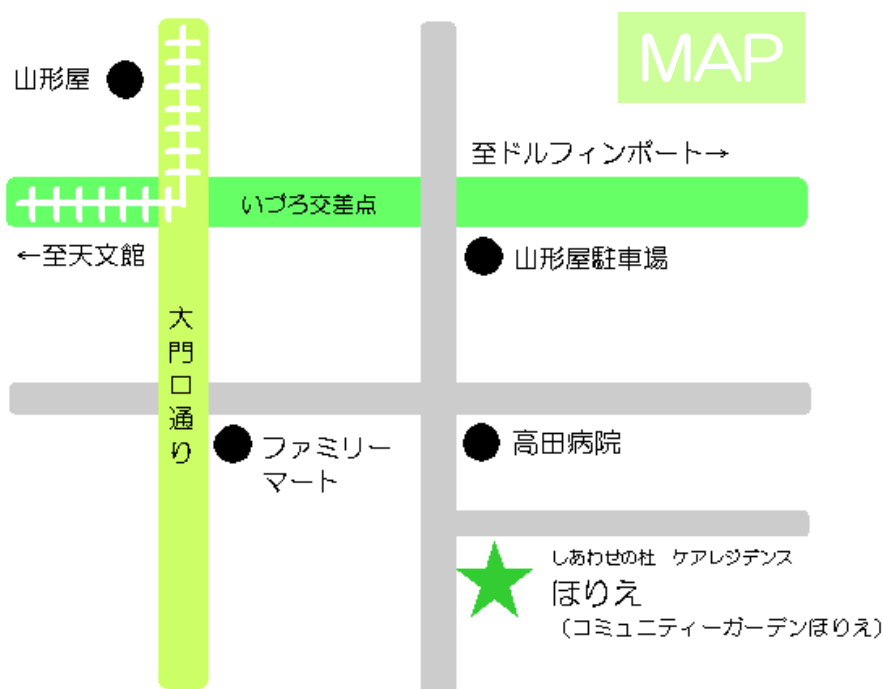 MAP
山形屋
至ドルフィンポート→
いづろ交差点
←至天文館
山形屋駐車場
大門口通り
ファミリー
マート
高田病院
しあわせの杜　ケアレジデンス
ほりえ
（コミュニティーガーデンほりえ）